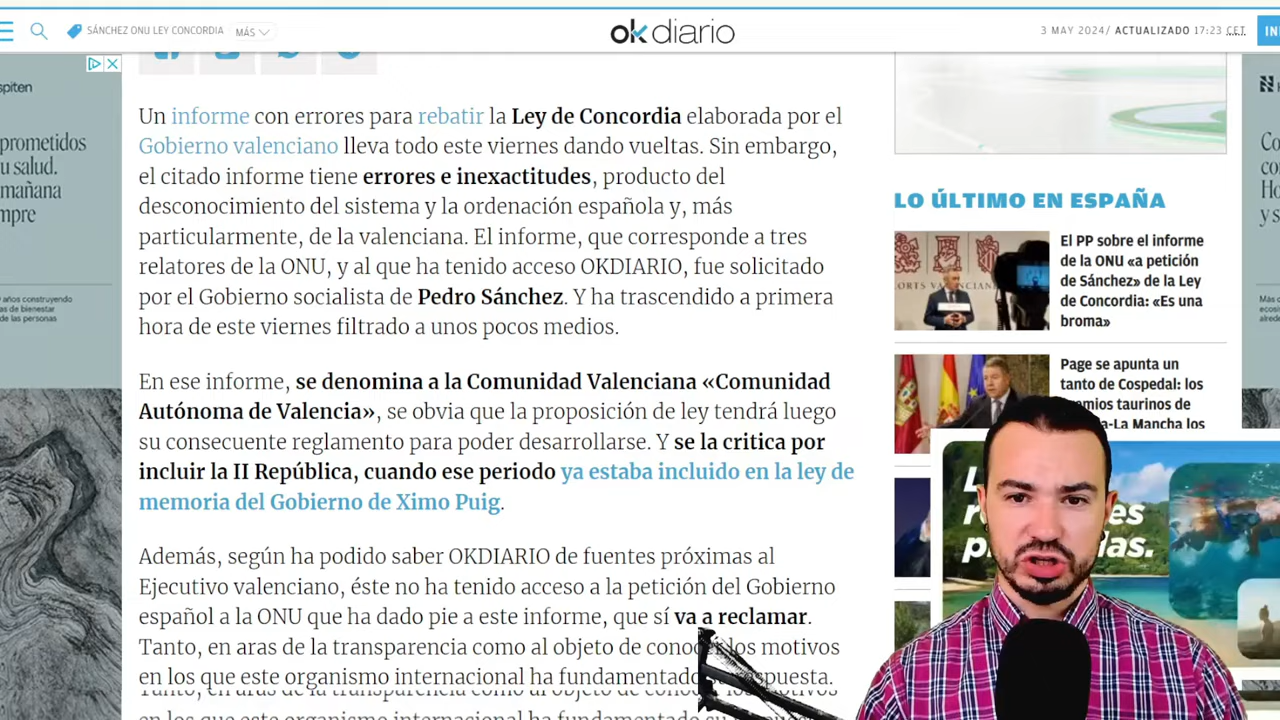 SÁNCHEZ ONU LEY CONCORDIA
MÁS
okdiario
3 MAY 2024/ ACTUALIZADO 17:23 CET
Un informe con errores para rebatir la Ley de Concordia elaborada por el
Gobierno valenciano lleva todo este viernes dando vueltas. Sin embargo,
el citado informe tiene errores e inexactitudes, producto del
desconocimiento del sistema y la ordenación española y, más
particularmente, de la valenciana. El informe, que corresponde a tres
relatores de la ONU, y al que ha tenido acceso OKDIARIO, fue solicitado
por el Gobierno socialista de Pedro Sánchez. Y ha trascendido a primera
hora de este viernes filtrado a unos pocos medios.
En ese informe, se denomina a la Comunidad Valenciana «Comunidad
Autónoma de Valencia», se obvia que la proposición de ley tendrá luego
su consecuente reglamento para poder desarrollarse. Y se la critica por
incluir la II República, cuando ese periodo ya estaba incluido en la ley de
memoria del Gobierno de Ximo Puig.
Además, según ha podido saber OKDIARIO de fuentes próximas al
Ejecutivo valenciano, éste no ha tenido acceso a la petición del Gobierno
español a la ONU que ha dado pie a este informe, que sí va a reclamar.
Tanto, en aras de la transparencia como al objeto de conocer los motivos
en los que este organismo internacional ha fundamentado su respuesta.
LO ÚLTIMO EN ESPAÑA
El PP sobre el informe
de la ONU «a petición
de Sánchez» de la Ley
de Concordia: «Es una
broma»
Page se apunta un
tanto de Cospedal: los
taurinos de
Mancha los